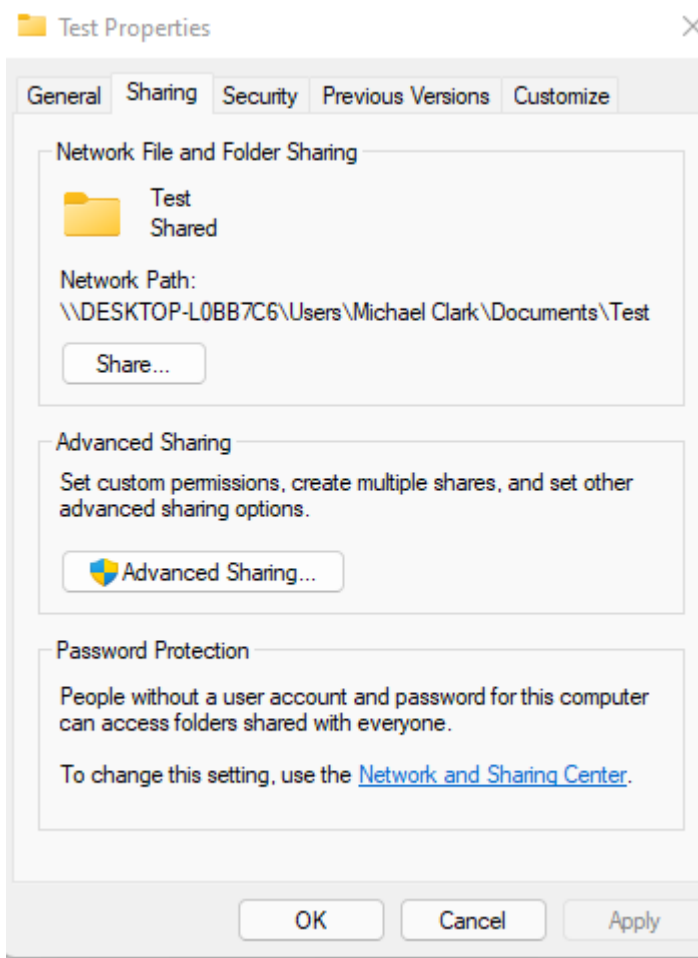 Test Properties
General Sharing Security Previous Versions Customize
Network File and Folder Sharing
Test
Shared
Network Path:
\\DESKTOP-L0BB7C6\Users\Michael Clark\Documents\Test
Share...
Advanced Sharing
Set custom permissions, create multiple shares, and set other
advanced sharing options.
Advanced Sharing...
Password Protection
People without a user account and password for this computer
can access folders shared with everyone.
To change this setting, use the Network and Sharing Center.
OK Cancel Apply